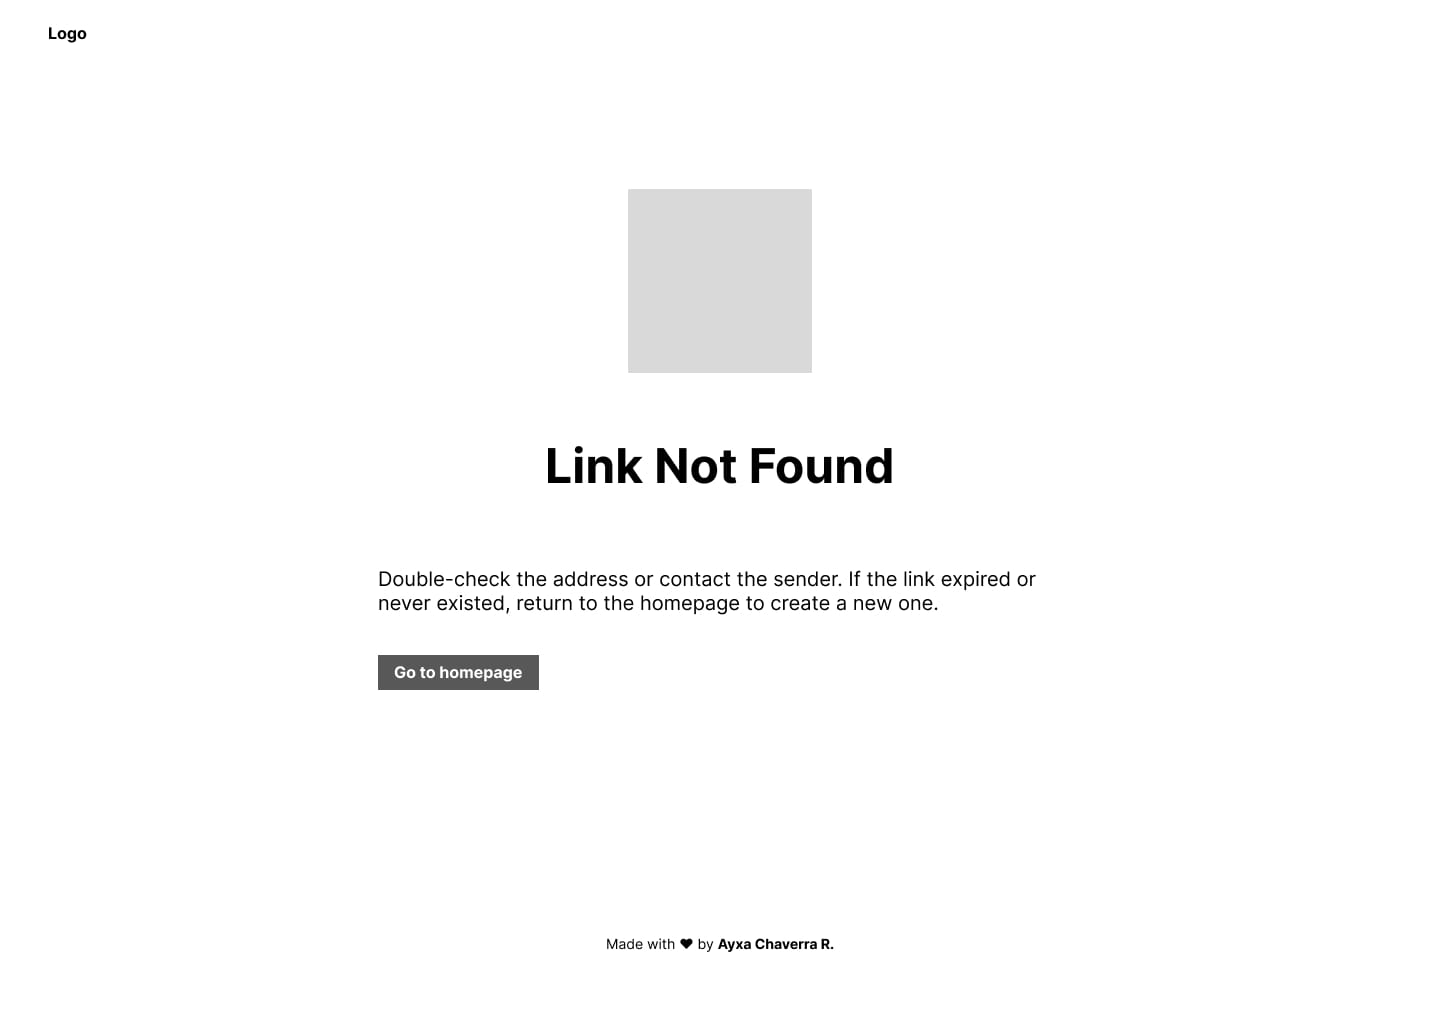 Logo
Link Not Found
Double-check the address or contact the sender. If the link expired or
never existed, return to the homepage to create a new one.
Go to homepage
Made with ♥ by Ayxa Chaverra R.